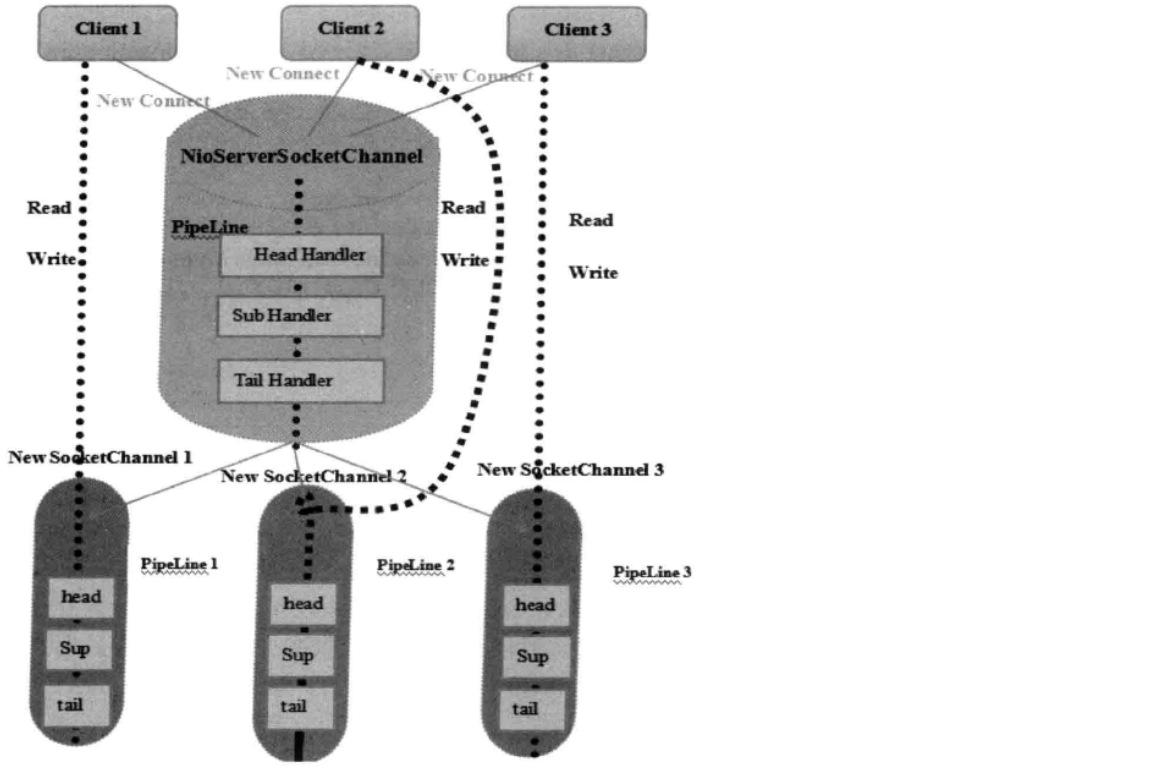 Client 1
Client 2
Client 3
New Connect
New Connect
New Connect
NioServerSocketChannel
Read
Write
PipeLine
Head Handler
Sub Handler
Tail Handler
Read
Write
Read
Write
New SocketChannel 1
New SocketChannel 2
New SocketChannel 3
PipeLine 1
PipeLine 2
PipeLine 3
head
Sup
tail
head
Sup
tail
head
Sup
tail